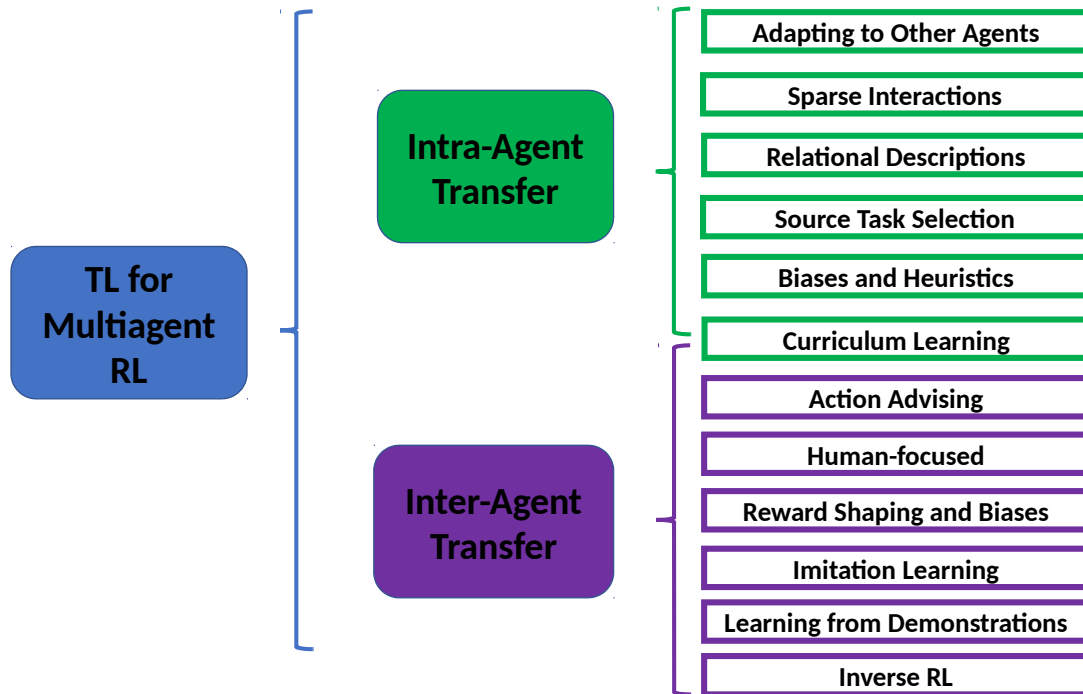 TL for
Multiagent
RL
Intra-Agent
Transfer
Adapting to Other Agents
Sparse Interactions
Relational Descriptions
Source Task Selection
Biases and Heuristics
Curriculum Learning
Inter-Agent
Transfer
Action Advising
Human-focused
Reward Shaping and Biases
Imitation Learning
Learning from Demonstrations
Inverse RL